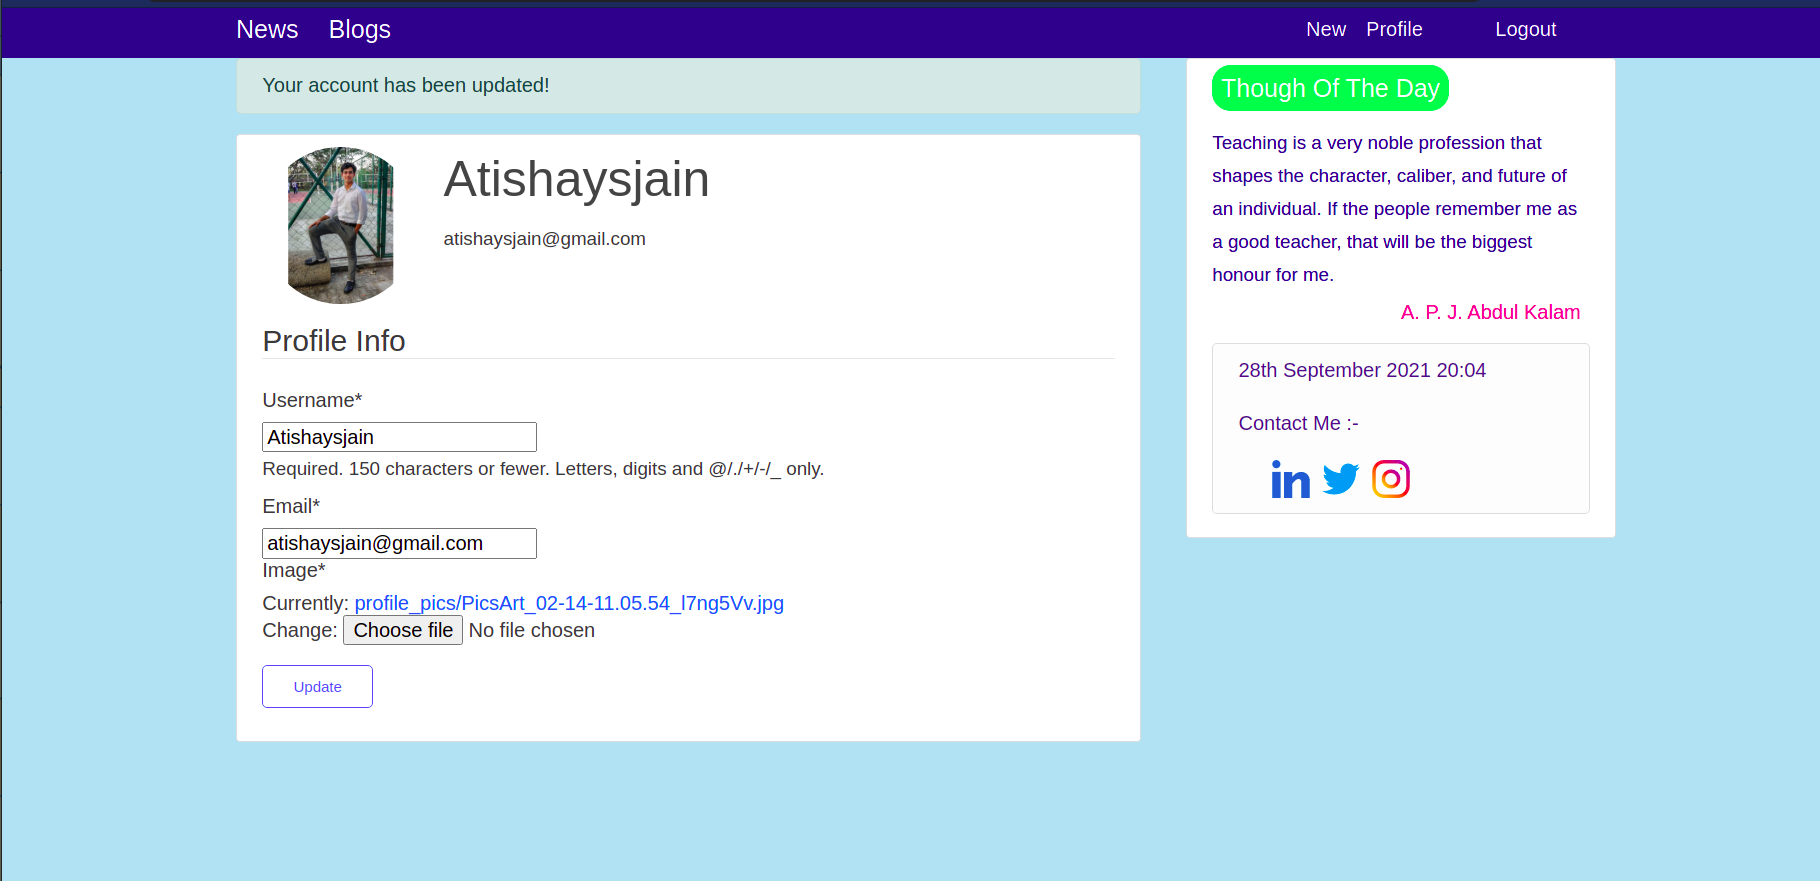 News Blogs New Profile Logout
Your account has been updated!
Atishaysjain
atishaysjain@gmail.com
Profile Info
Username*
Atishaysjain
Required. 150 characters or fewer. Letters, digits and @/./+/-/_ only.
Email*
atishaysjain@gmail.com
Image*
Currently: profile_pics/PicsArt_02-14-11.05.54_l7ng5Vv.jpg
Change: Choose file No file chosen
Update
Though Of The Day
Teaching is a very noble profession that
shapes the character, caliber, and future of
an individual. If the people remember me as
a good teacher, that will be the biggest
honour for me.
A. P. J. Abdul Kalam
28th September 2021 20:04
Contact Me :-
in